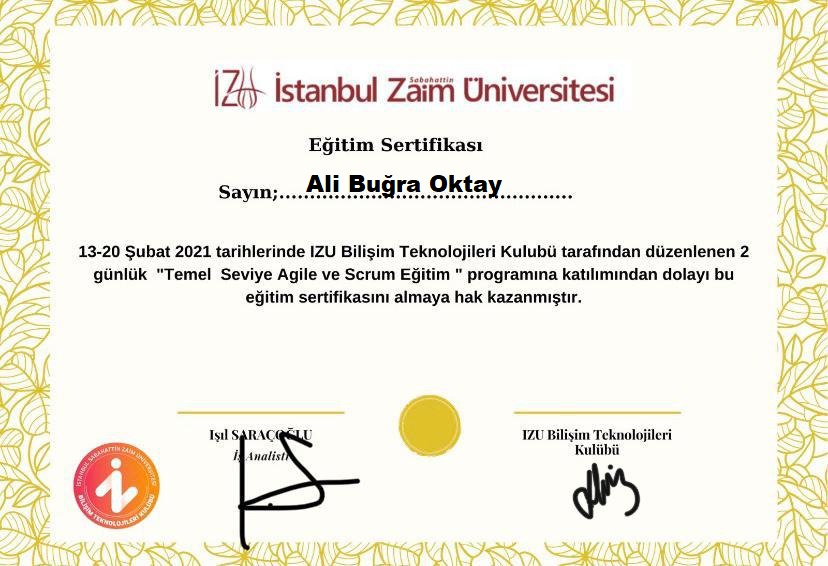 İZÜ İstanbul Sabahattin Zaim Üniversitesi
Eğitim Sertifikası
Sayın;....Ali Buğra Oktay............
13-20 Şubat 2021 tarihlerinde IZU Bilişim Teknolojileri Kulubü tarafından düzenlenen 2
günlük "Temel Seviye Agile ve Scrum Eğitim " programına katılımından dolayı bu
eğitim sertifikasını almaya hak kazanmıştır.
Işıl SARAÇOĞLU
İş Analisti
IZU Bilişim Teknolojileri
Kulübü
İSTANBUL SABAHATTİN ZAİM ÜNİVERSİTESİ
BİLİŞİM TEKNOLOJİLERİ KULÜBÜ